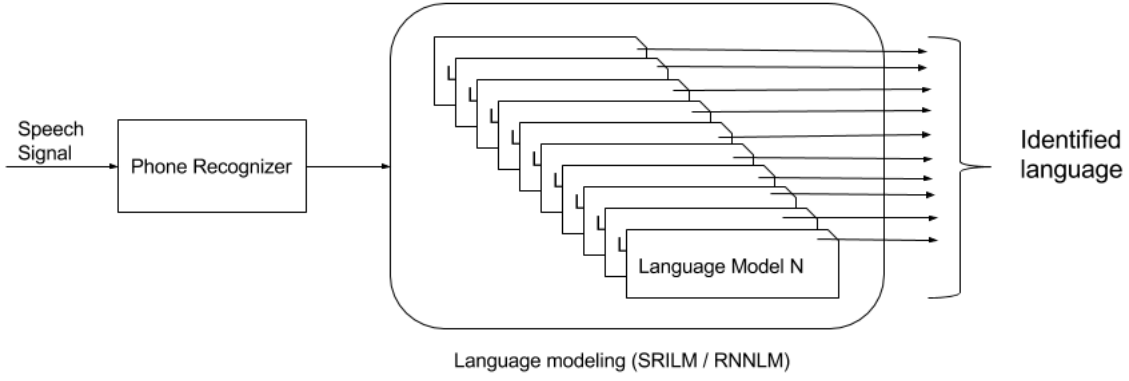 Speech
Signal
Phone Recognizer
L
L
L
L
L
L
L
L
L
Language Model N
Identified
language
Language modeling (SRILM / RNNLM)